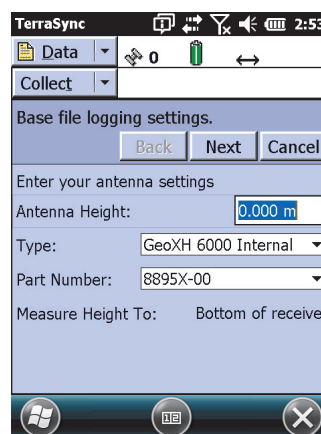 TerraSync 2:53
Data 0
Collect
Base file logging settings.
Back Next Cancel
Enter your antenna settings
Antenna Height: 0.000 m
Type: GeoXH 6000 Internal
Part Number: 8895X-00
Measure Height To: Bottom of receive